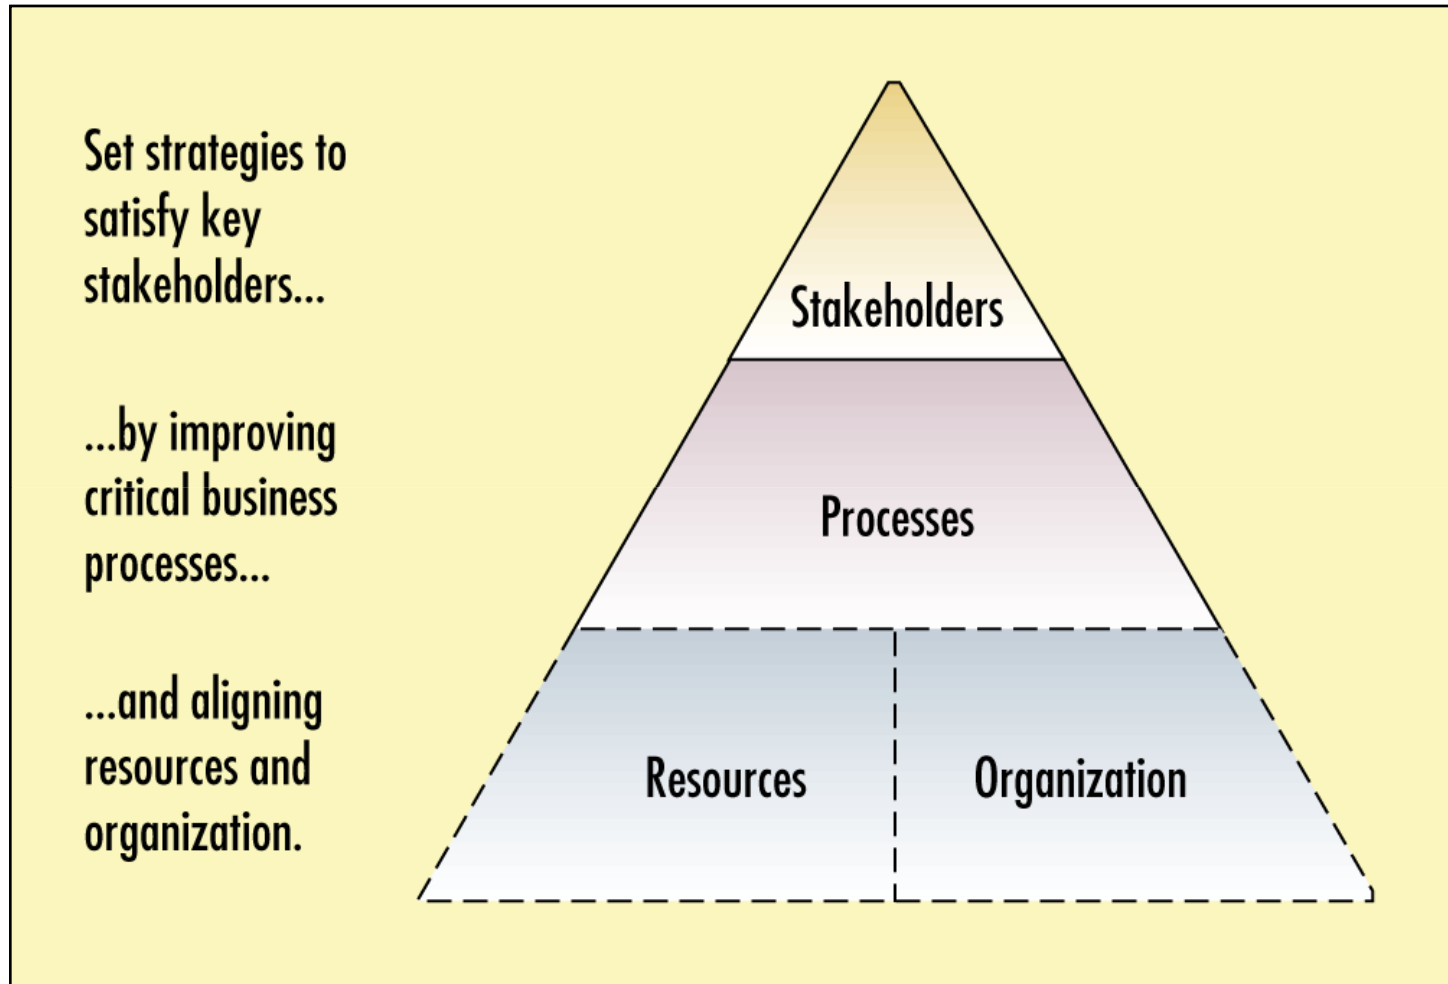 Set strategies to
satisfy key
stakeholders...
Stakeholders
...by improving
critical business
processes...
Processes
...and aligning
resources and
organization.
Resources
Organization